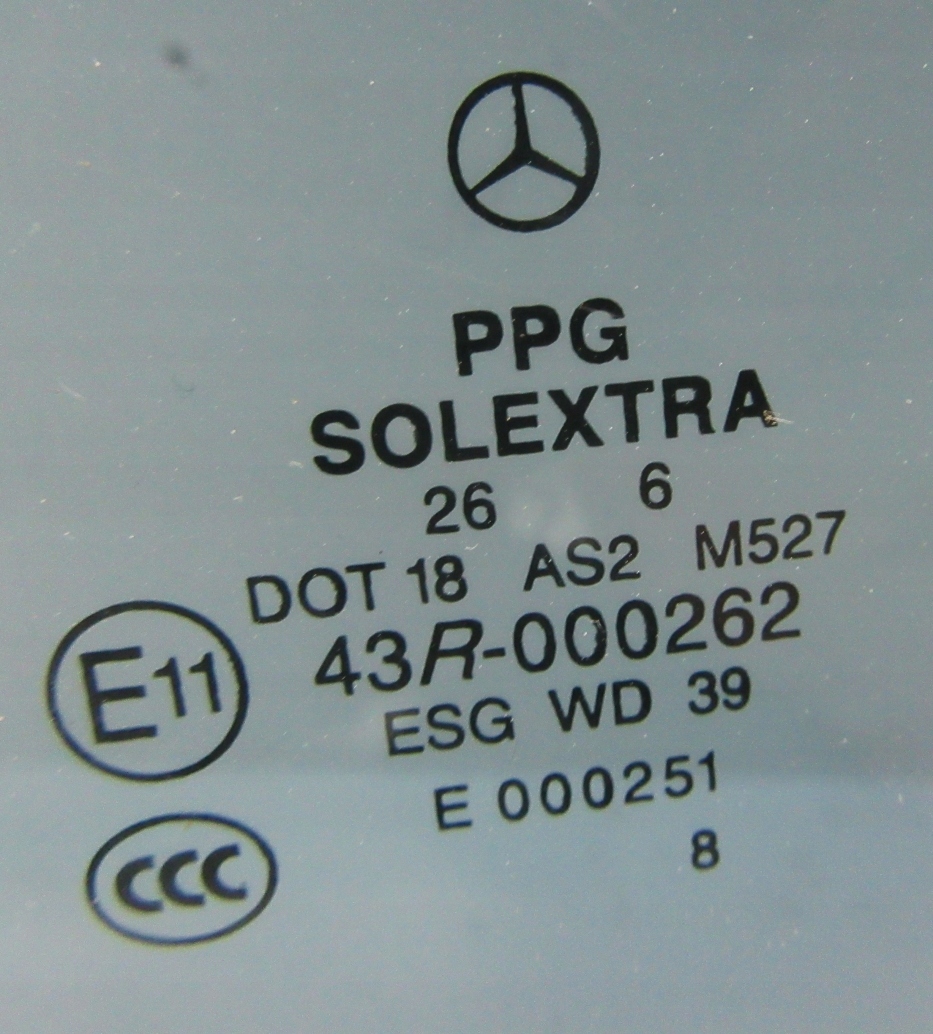 PPG
SOLEXTRA
26 6
DOT 18 AS2 M527
E11 43R-000262
ESG WD 39
E 000251
CCC 8